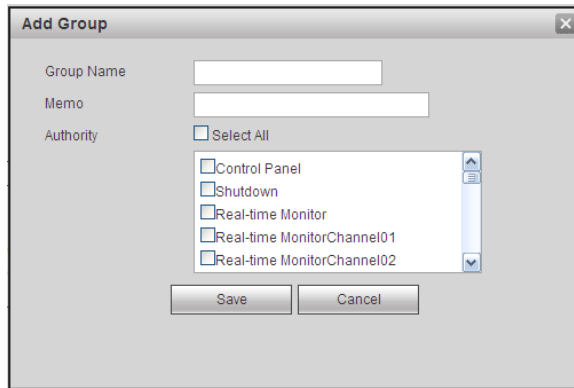 Add Group
Group Name
Memo
Authority Select All
Control Panel
Shutdown
Real-time Monitor
Real-time MonitorChannel01
Real-time MonitorChannel02
Save Cancel